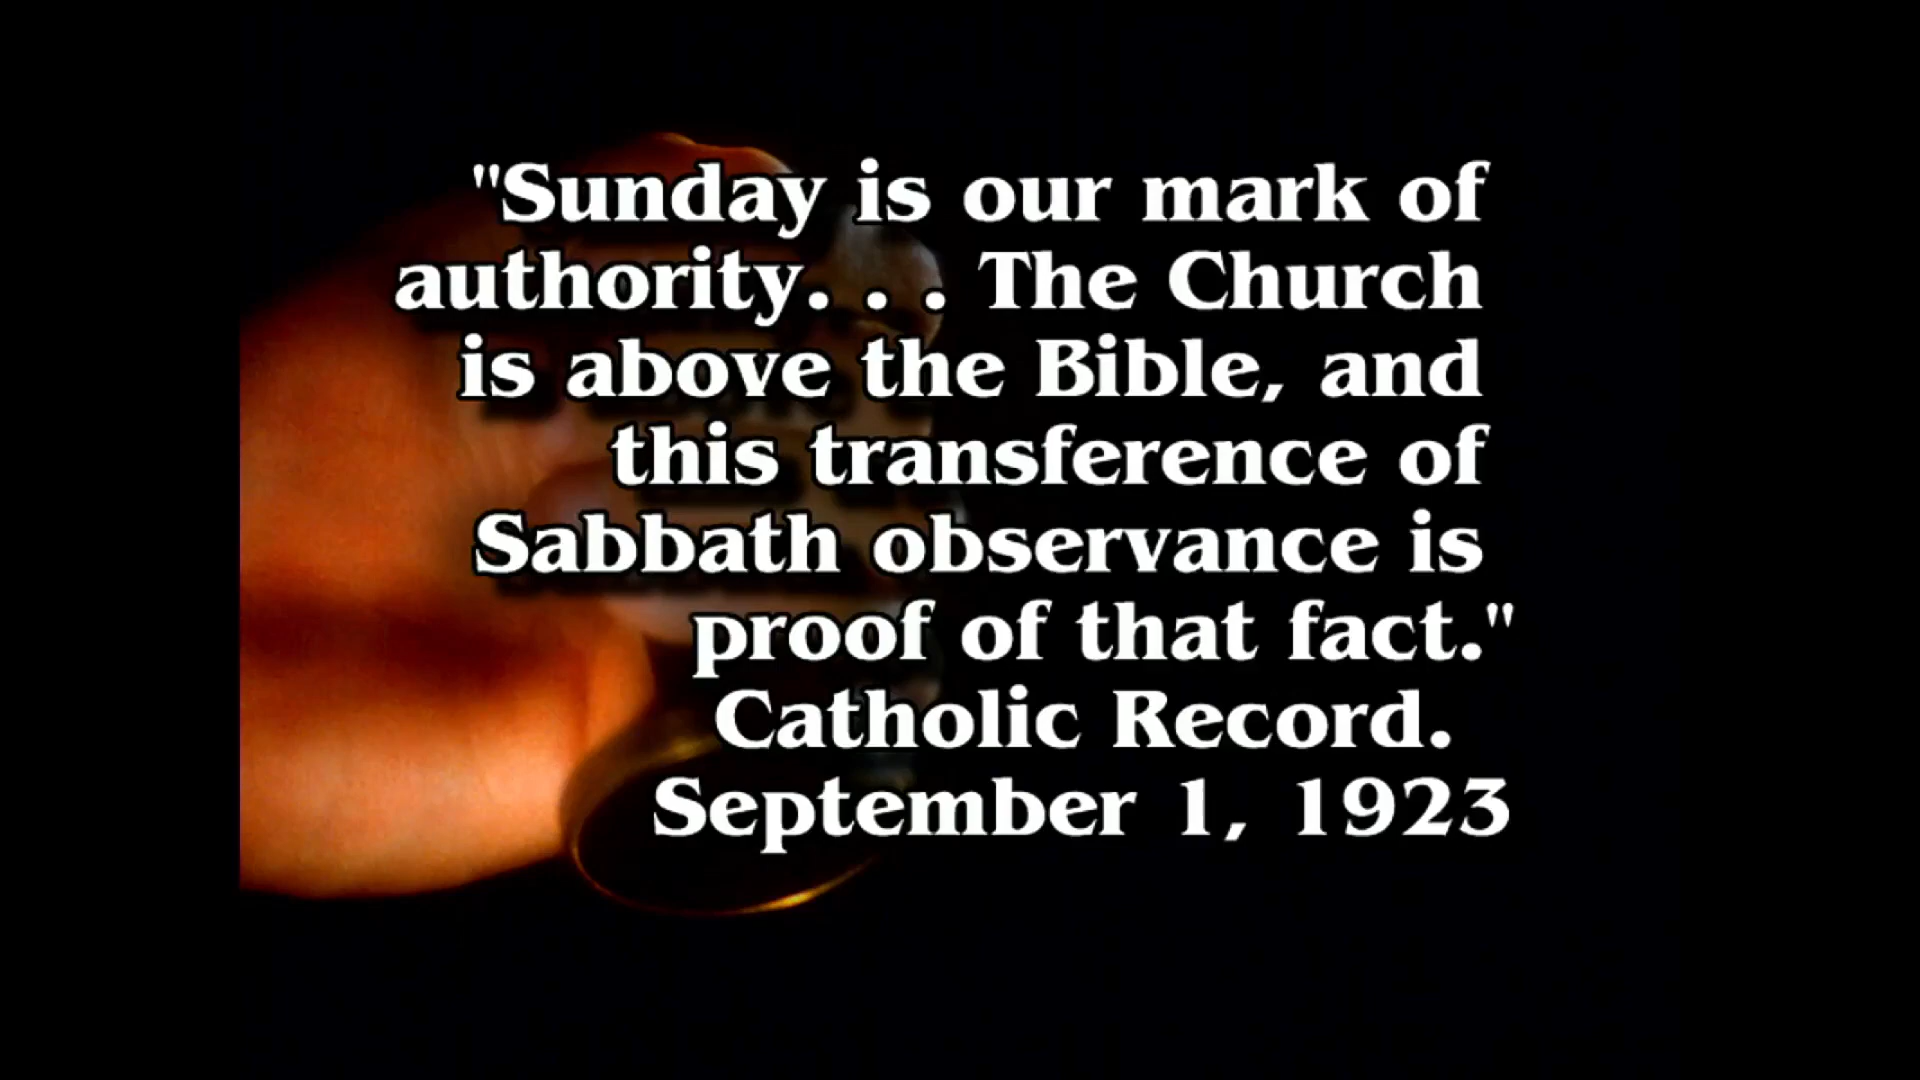 "Sunday is our mark of
authority. . . The Church
is above the Bible, and
this transference of
Sabbath observance is
proof of that fact."
Catholic Record.
September 1, 1923